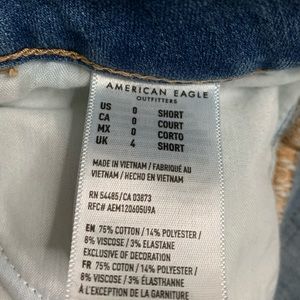 AMERICAN EAGLE
OUTFITTERS
US 0 SHORT
CA 0 COURT
MX 0 CORTO
UK 4 SHORT
MADE IN VIETNAM / FABRIQUÉ AU
VIETNAM / HECHO EN VIETNAM
RN 54485/CA 03873
RFC# AEM120605U9A
EN 75% COTTON / 14% POLYESTER /
8% VISCOSE / 3% ELASTANE
EXCLUSIVE OF DECORATION
FR 75% COTON / 14% POLYESTER /
8% VISCOSE / 3% ÉLASTHANNE
À L'EXCEPTION DE LA GARNITURE